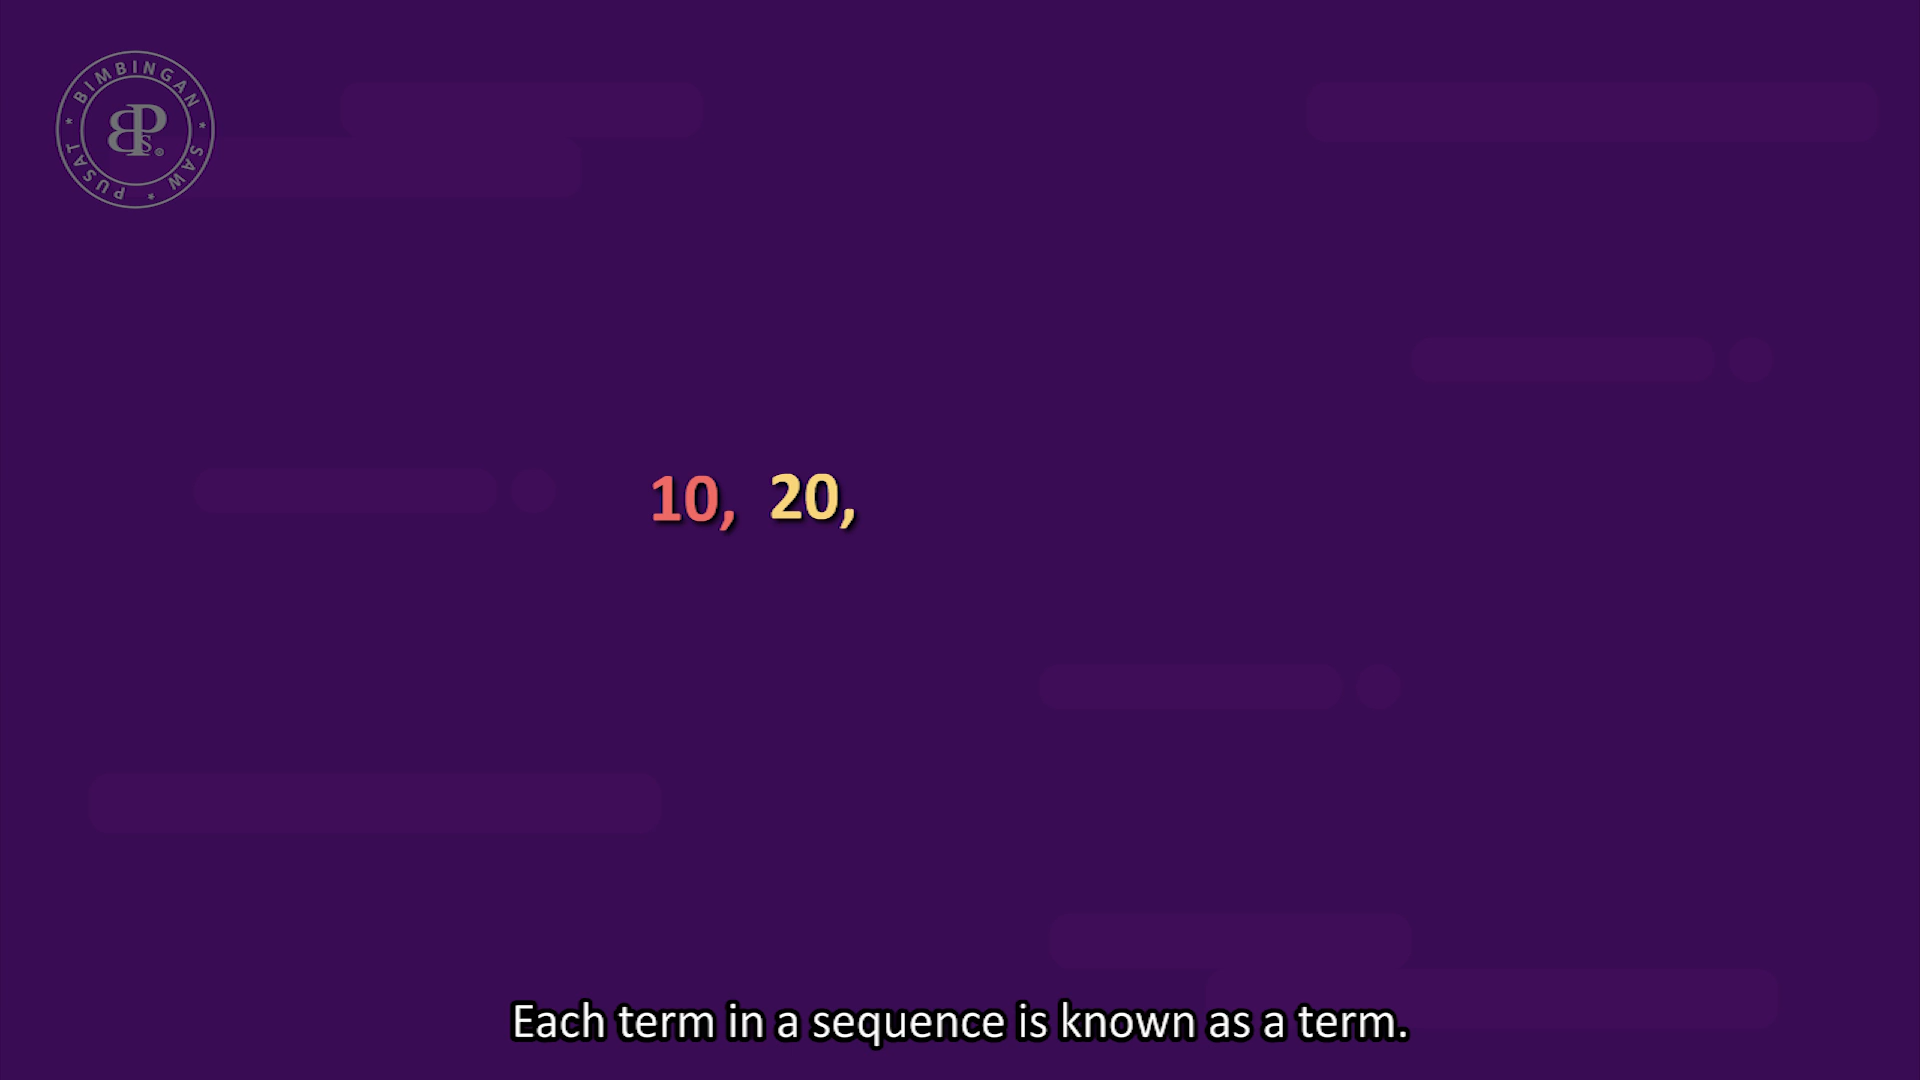 PUSAT * BIMBINGAN * SAW *
BPS®
10, 20,
Each term in a sequence is known as a term.